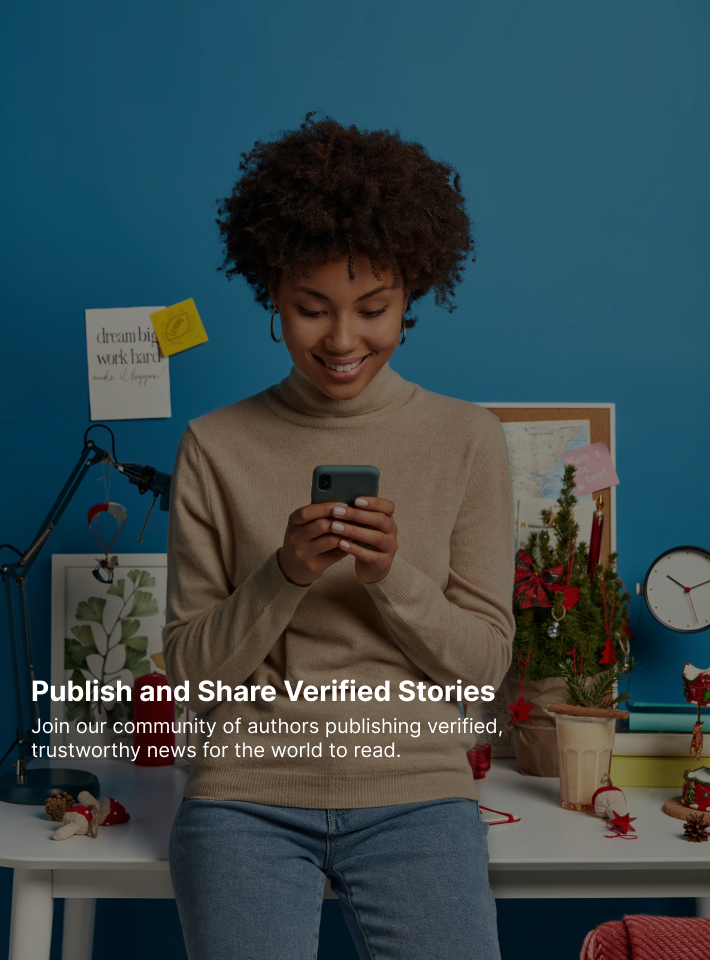 dream big
work hard
make it happen!
Have a
Publish and Share Verified Stories
Join our community of authors publishing verified,
trustworthy news for the world to read.